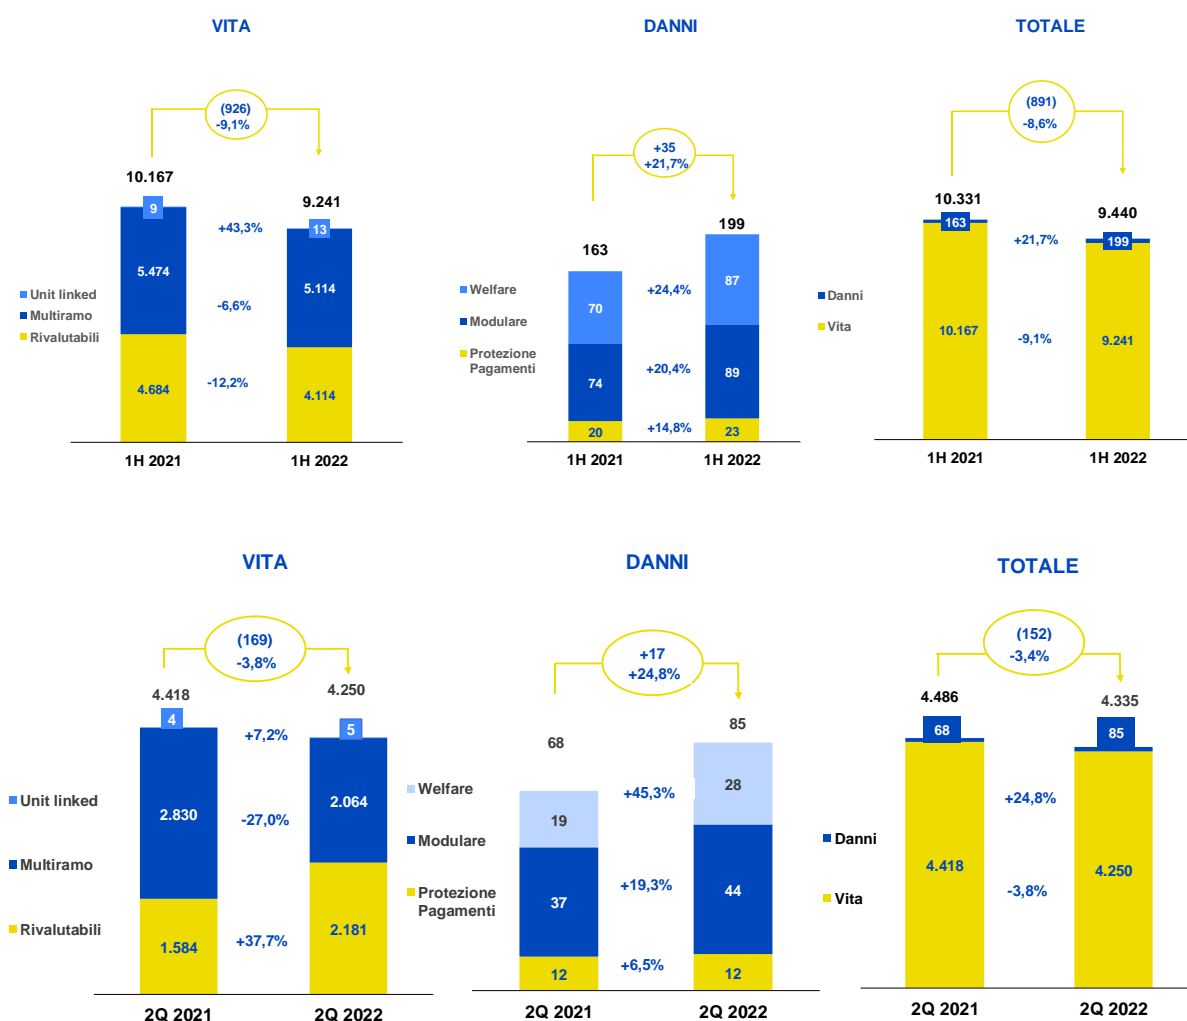 VITA
(926)
-9,1%
10.167
9.241
9
13
+43,3%
5.474
5.114
-6,6%
Unit linked
Multiramo
Rivalutabili
4.684
4.114
-12,2%
1H 2021
1H 2022
DANNI
+35
+21,7%
163
199
Welfare
Modulare
Protezione
Pagamenti
70
87
+24,4%
74
89
+20,4%
20
23
+14,8%
1H 2021
1H 2022
TOTALE
(891)
-8,6%
10.331
9.440
163
199
+21,7%
Danni
Vita
10.167
9.241
-9,1%
1H 2021
1H 2022
VITA
(169)
-3,8%
4.418
4.250
4
5
+7,2%
Unit linked
2.830
2.064
-27,0%
Multiramo
Rivalutabili
1.584
2.181
+37,7%
2Q 2021
2Q 2022
DANNI
+17
+24,8%
68
85
Welfare
19
28
+45,3%
Modulare
37
44
+19,3%
Protezione
Pagamenti
12
12
+6,5%
2Q 2021
2Q 2022
TOTALE
(152)
-3,4%
4.486
4.335
68
85
+24,8%
Danni
4.418
4.250
-3,8%
Vita
2Q 2021
2Q 2022